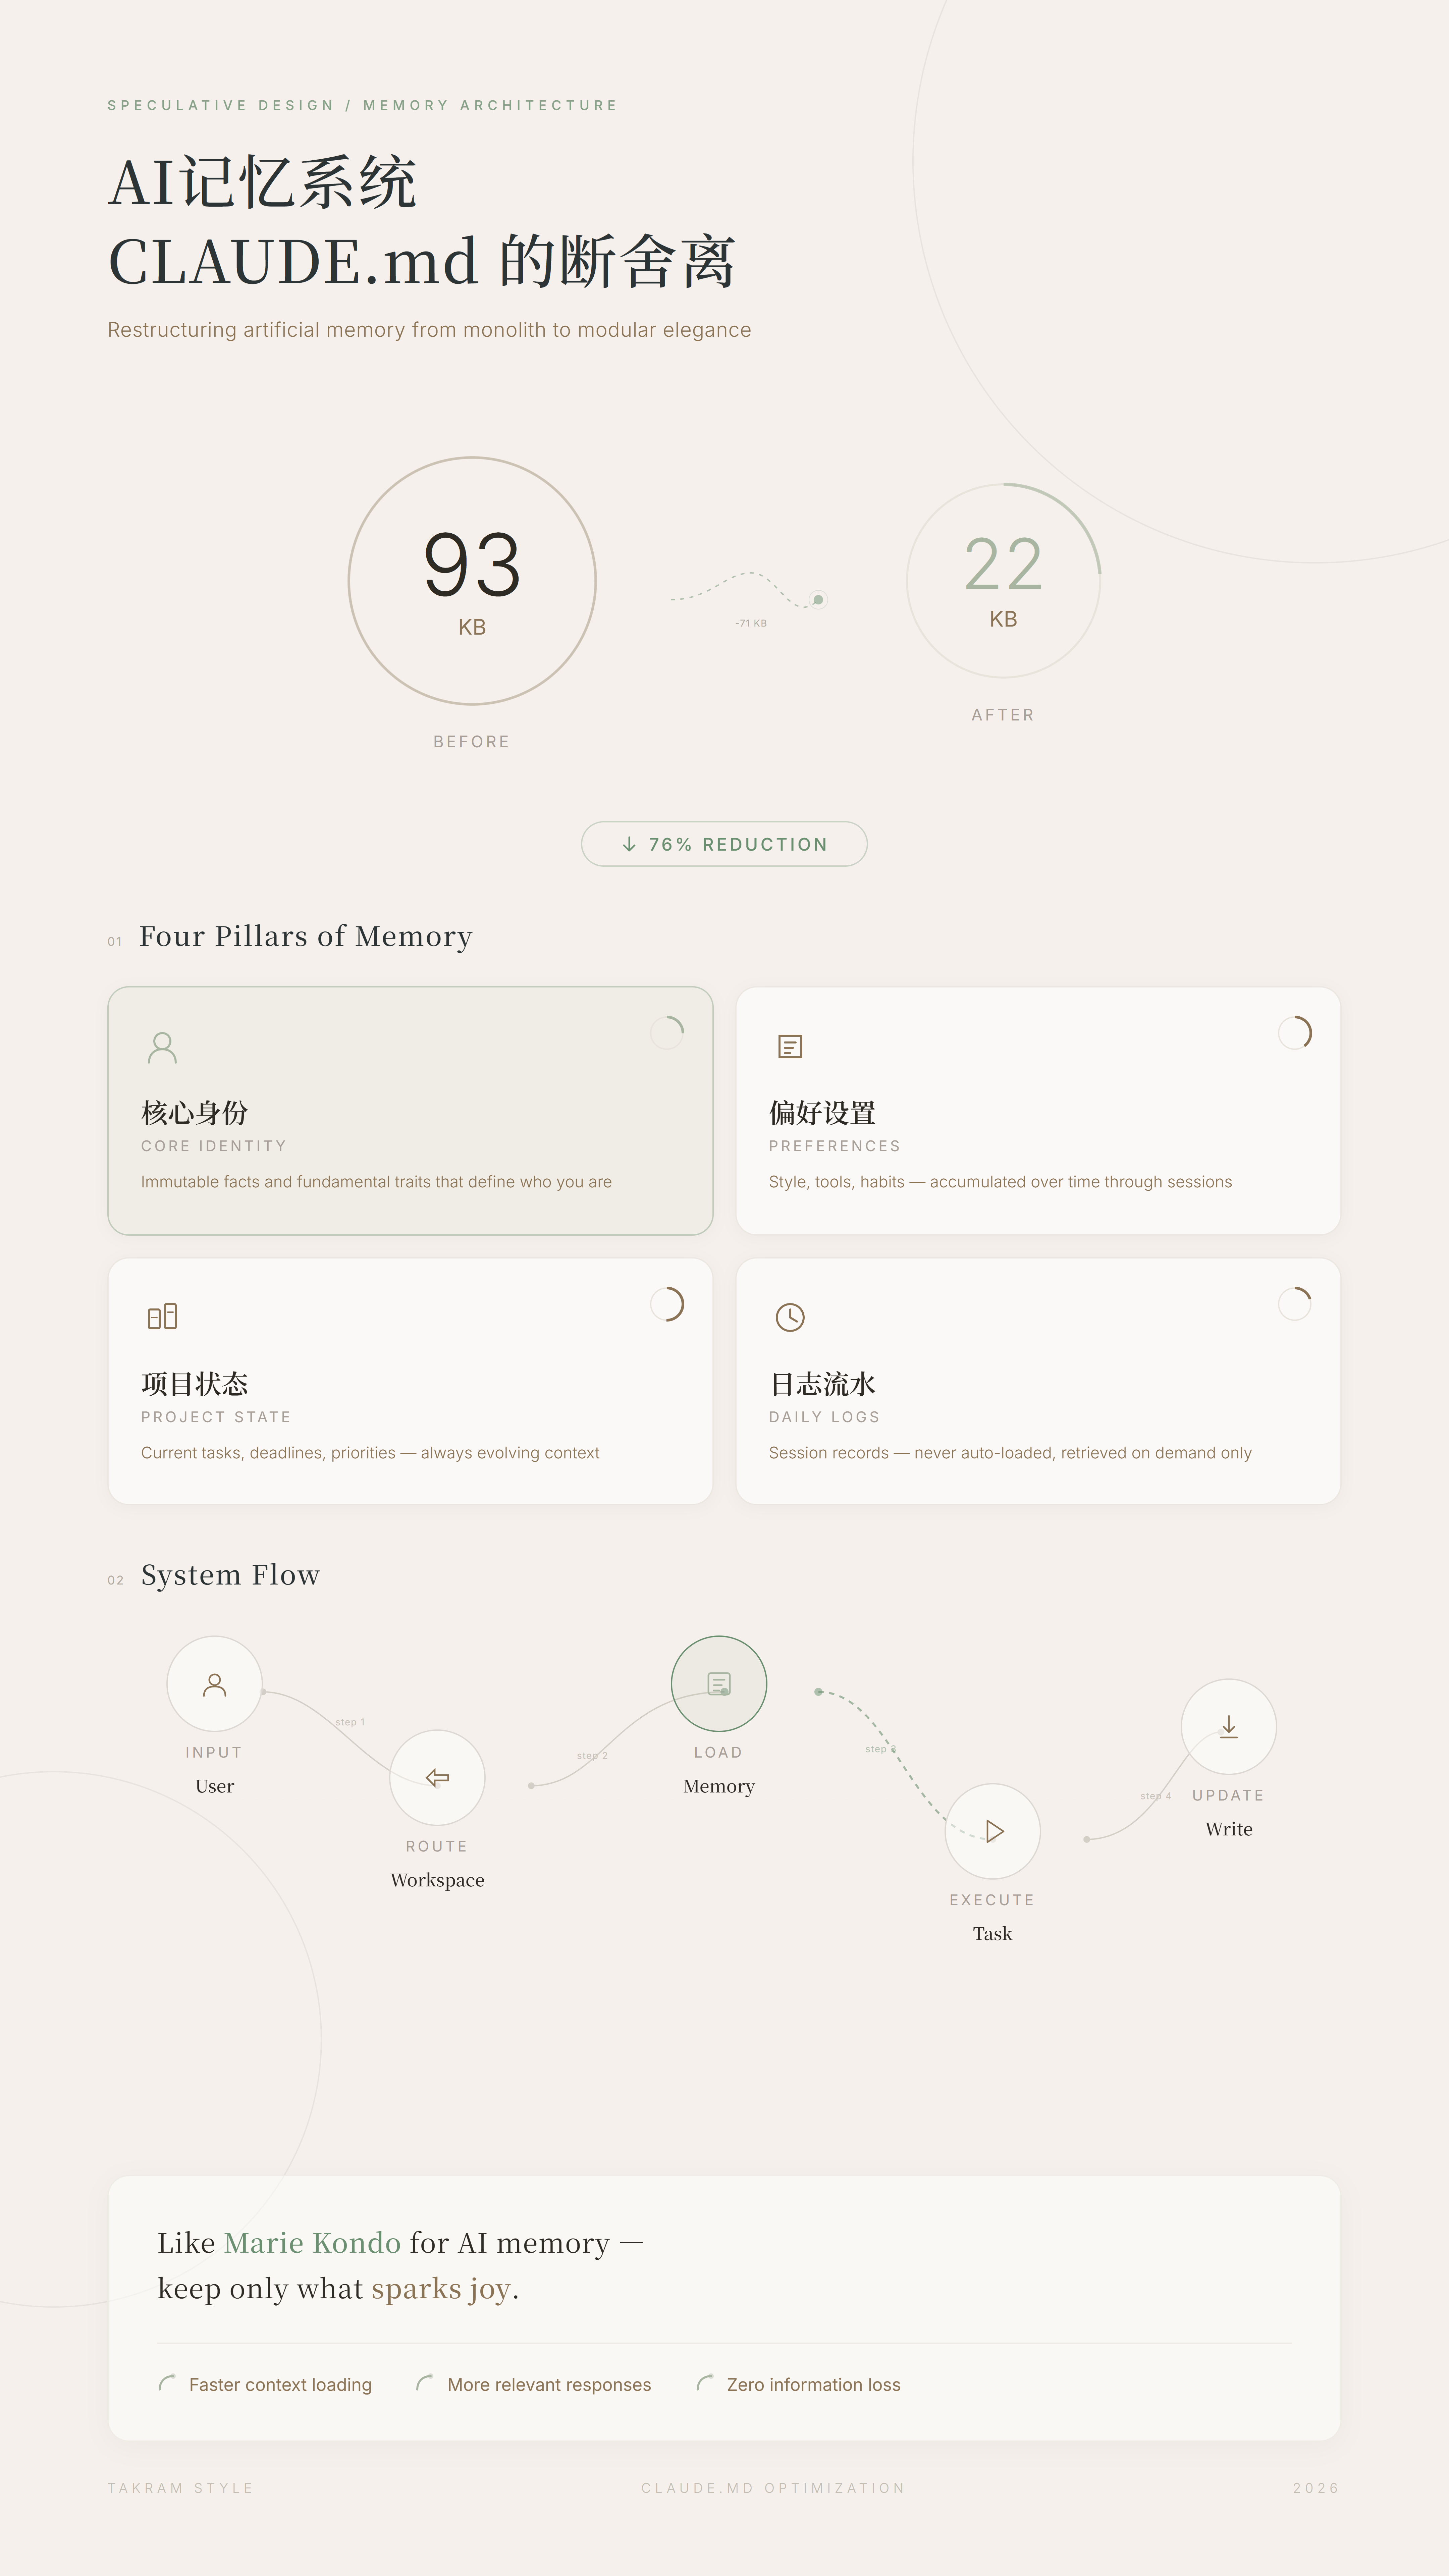 SPECULATIVE DESIGN / MEMORY ARCHITECTURE
AI记忆系统
CLAUDE.md 的断舍离
Restructuring artificial memory from monolith to modular elegance
93
KB
BEFORE
-71 KB
22
KB
AFTER
↓ 76% REDUCTION
01 Four Pillars of Memory
核心身份
CORE IDENTITY
Immutable facts and fundamental traits that define who you are
偏好设置
PREFERENCES
Style, tools, habits — accumulated over time through sessions
项目状态
PROJECT STATE
Current tasks, deadlines, priorities — always evolving context
日志流水
DAILY LOGS
Session records — never auto-loaded, retrieved on demand only
02 System Flow
INPUT
User
step 1
ROUTE
Workspace
step 2
LOAD
Memory
step 3
EXECUTE
Task
step 4
UPDATE
Write
Like Marie Kondo for AI memory —
keep only what sparks joy.
Faster context loading
More relevant responses
Zero information loss
TAKRAM STYLE
CLAUDE.MD OPTIMIZATION
2026